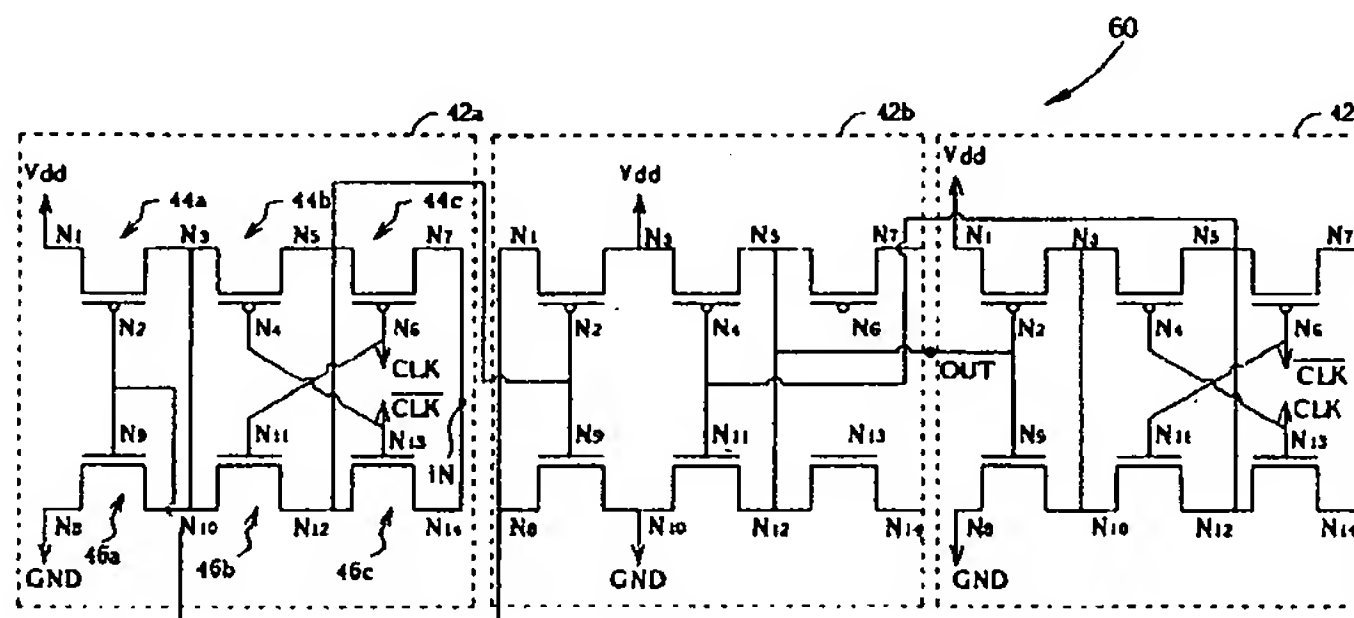 60
42a 42b 42
Vdd Vdd Vdd
44a 44b 44c
N1 N3 N5 N7 N1 N3 N5 N7 N1 N3 N5 N7
N2 N4 N6 N2 N4 N6 N2 N4 N6
CLK OUT CLK
CLK CLK
N9 N11 N13 N9 N11 N13 N9 N11 N13
IN
N8 N10 N12 N14 N8 N10 N12 N14 N8 N10 N12 N14
46a 46b 46c
GND GND GND